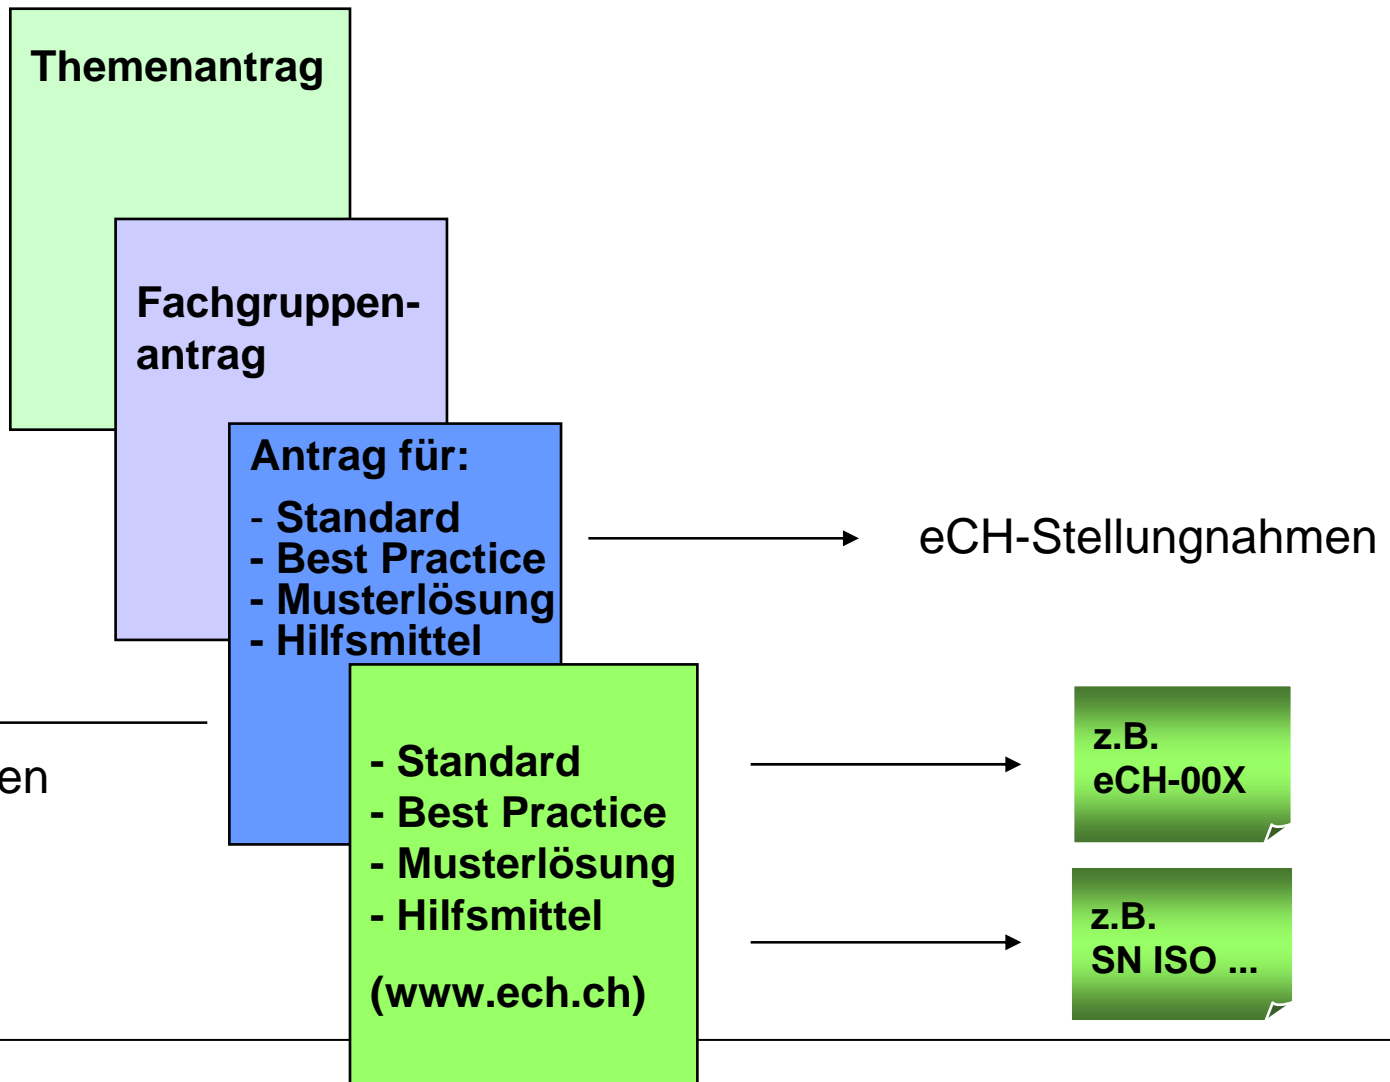 Themenantrag
Fachgruppen-
antrag
Antrag für:
- Standard
- Best Practice
- Musterlösung
- Hilfsmittel
eCH-Stellungnahmen
en
- Standard
- Best Practice
- Musterlösung
- Hilfsmittel
(www.ech.ch)
z.B.
eCH-00X
z.B.
SN ISO ...